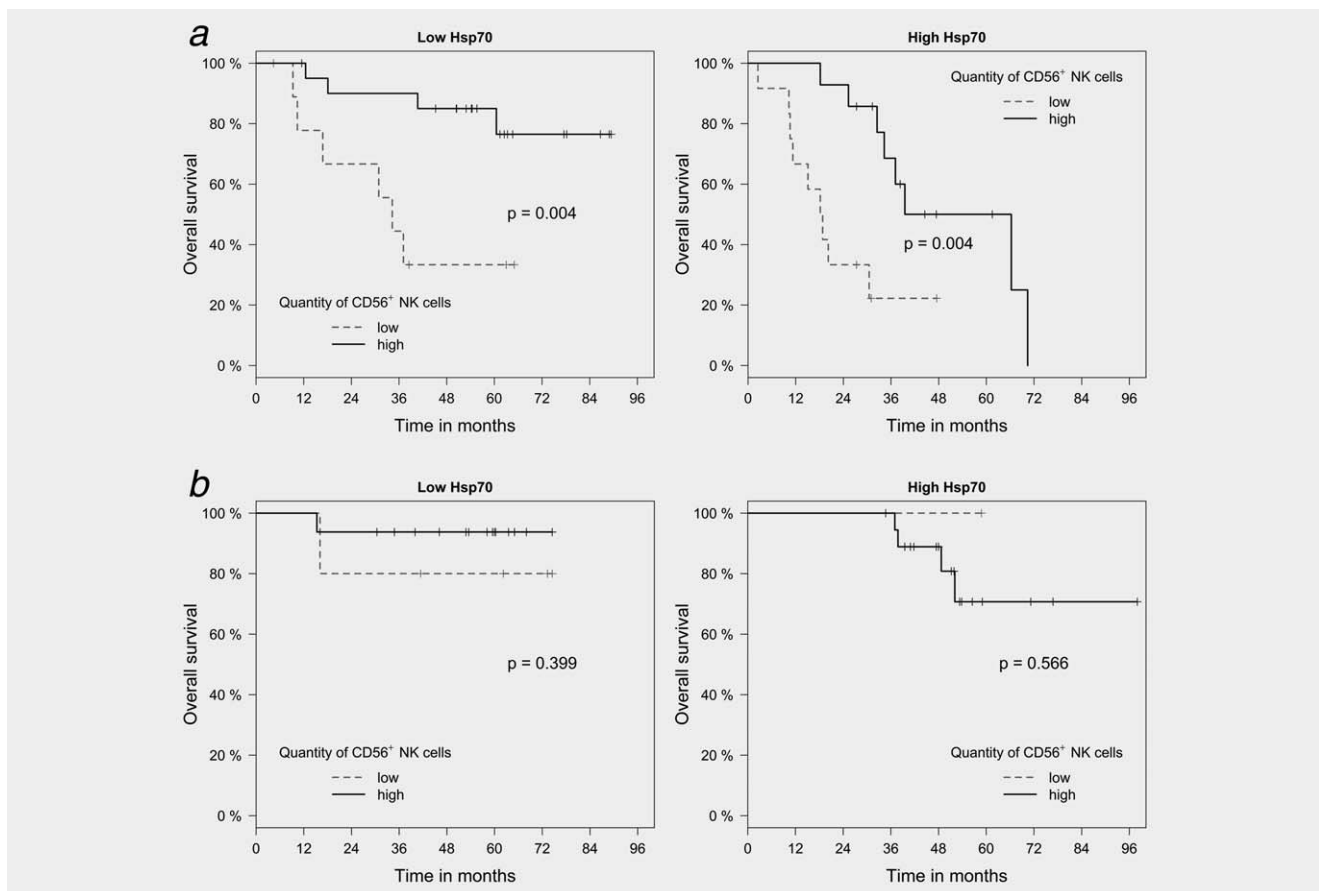 a
Low Hsp70
100 %
80 %
60 %
40 %
20 %
0 %
Overall survival
p = 0.004
Quantity of CD56⁺ NK cells
low
high
0 12 24 36 48 60 72 84 96
Time in months
High Hsp70
100 %
80 %
60 %
40 %
20 %
0 %
Overall survival
Quantity of CD56⁺ NK cells
low
high
p = 0.004
0 12 24 36 48 60 72 84 96
Time in months
b
Low Hsp70
100 %
80 %
60 %
40 %
20 %
0 %
Overall survival
p = 0.399
Quantity of CD56⁺ NK cells
low
high
0 12 24 36 48 60 72 84 96
Time in months
High Hsp70
100 %
80 %
60 %
40 %
20 %
0 %
Overall survival
p = 0.566
Quantity of CD56⁺ NK cells
low
high
0 12 24 36 48 60 72 84 96
Time in months